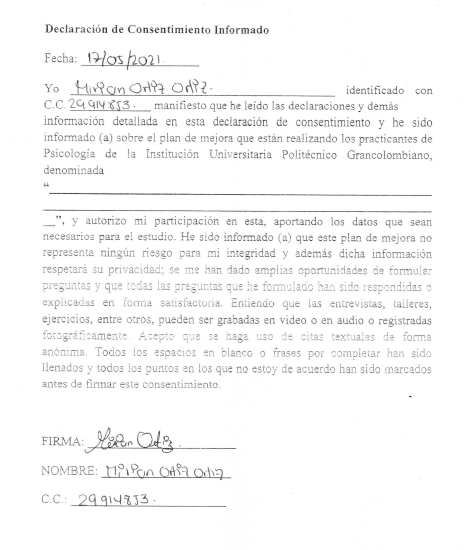 Declaración de Consentimiento Informado
Fecha: 17/05/2021.
Yo Miryan Ortiz Ortiz. identificado con
C.C. 29.914.853. manifiesto que he leído las declaraciones y demás
información detallada en esta declaración de consentimiento y he sido
informado (a) sobre el plan de mejora que están realizando los practicantes de
Psicología de la Institución Universitaria Politécnico Grancolombiano,
denominada
“
”, y autorizo mi participación en esta, aportando los datos que sean
necesarios para el estudio. He sido informado (a) que este plan de mejora no
representa ningún riesgo para mi integridad y además dicha información
respetará su privacidad; se me han dado amplias oportunidades de formular
preguntas y que todas las preguntas que he formulado han sido respondidas o
explicadas en forma satisfactoria. Entiendo que las entrevistas, talleres,
ejercicios, entre otros, pueden ser grabadas en video o en audio o registradas
fotográficamente. Acepto que se haga uso de citas textuales de forma
anónima. Todos los espacios en blanco o frases por completar han sido
llenados y todos los puntos en los que no estoy de acuerdo han sido marcados
antes de firmar este consentimiento.
FIRMA: Miryan Ortiz.
NOMBRE: Miryan Ortiz Ortiz
C.C.: 29914853.